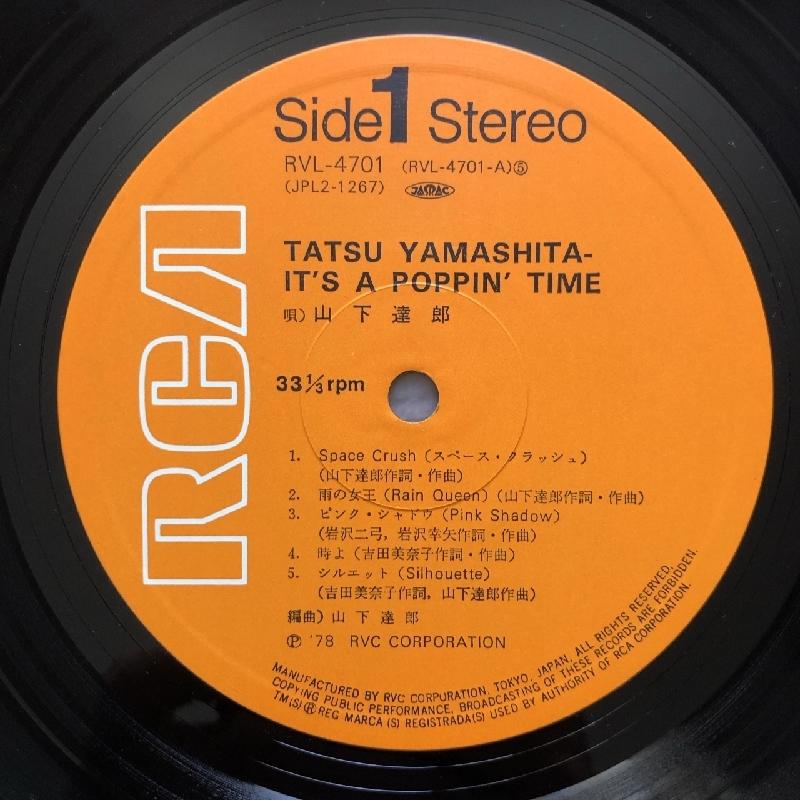 Side 1 Stereo
RVL-4701 (RVL-4701-A)⑤
(JPL2-1267) JASRAC
RCA
TATSU YAMASHITA-
IT'S A POPPIN' TIME
唄) 山下達郎
33⅓rpm
1. Space Crush (スペース・クラッシュ)
(山下達郎作詞・作曲)
2. 雨の女王 (Rain Queen) (山下達郎作詞・作曲)
3. ピンク・シャドウ (Pink Shadow)
(岩沢二弓, 岩沢幸矢作詞・作曲)
4. 時よ (吉田美奈子作詞・作曲)
5. シルエット (Silhouette)
(吉田美奈子作詞, 山下達郎作曲)
編曲) 山下達郎
Ⓟ '78 RVC CORPORATION
MANUFACTURED BY RVC CORPORATION, TOKYO, JAPAN, ALL RIGHTS RESERVED.
COPYING PUBLIC PERFORMANCE, BROADCASTING OF THESE RECORDS ARE FORBIDDEN.
TM(S)ⓇREG MARCA (S) REGISTRADA(S) USED BY AUTHORITY OF RCA CORPORATION.